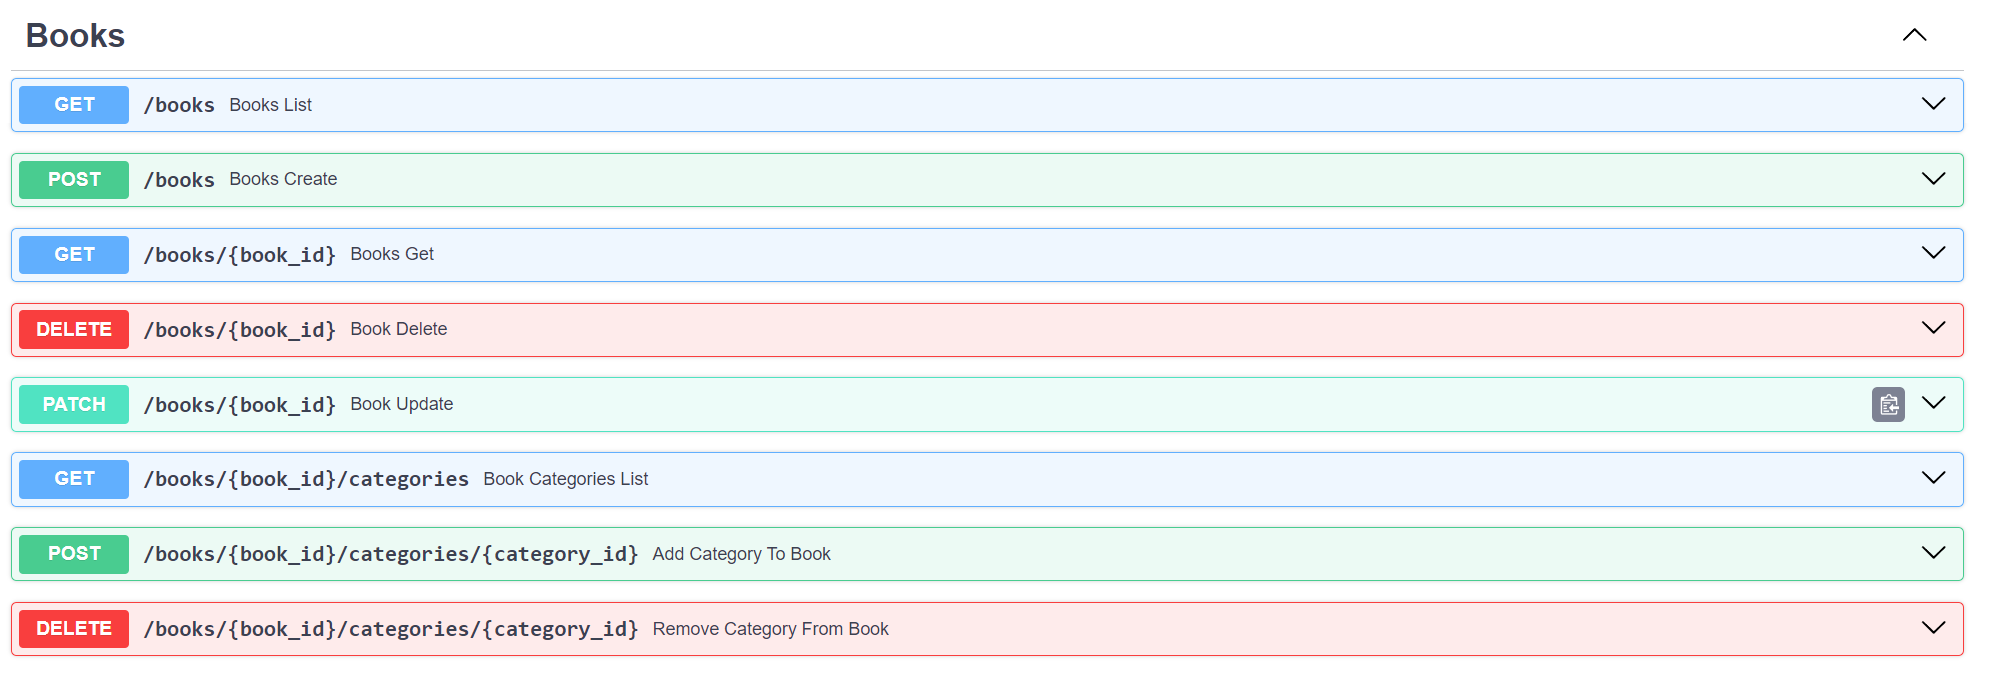 Books
GET /books Books List
POST /books Books Create
GET /books/{book_id} Books Get
DELETE /books/{book_id} Book Delete
PATCH /books/{book_id} Book Update
GET /books/{book_id}/categories Book Categories List
POST /books/{book_id}/categories/{category_id} Add Category To Book
DELETE /books/{book_id}/categories/{category_id} Remove Category From Book